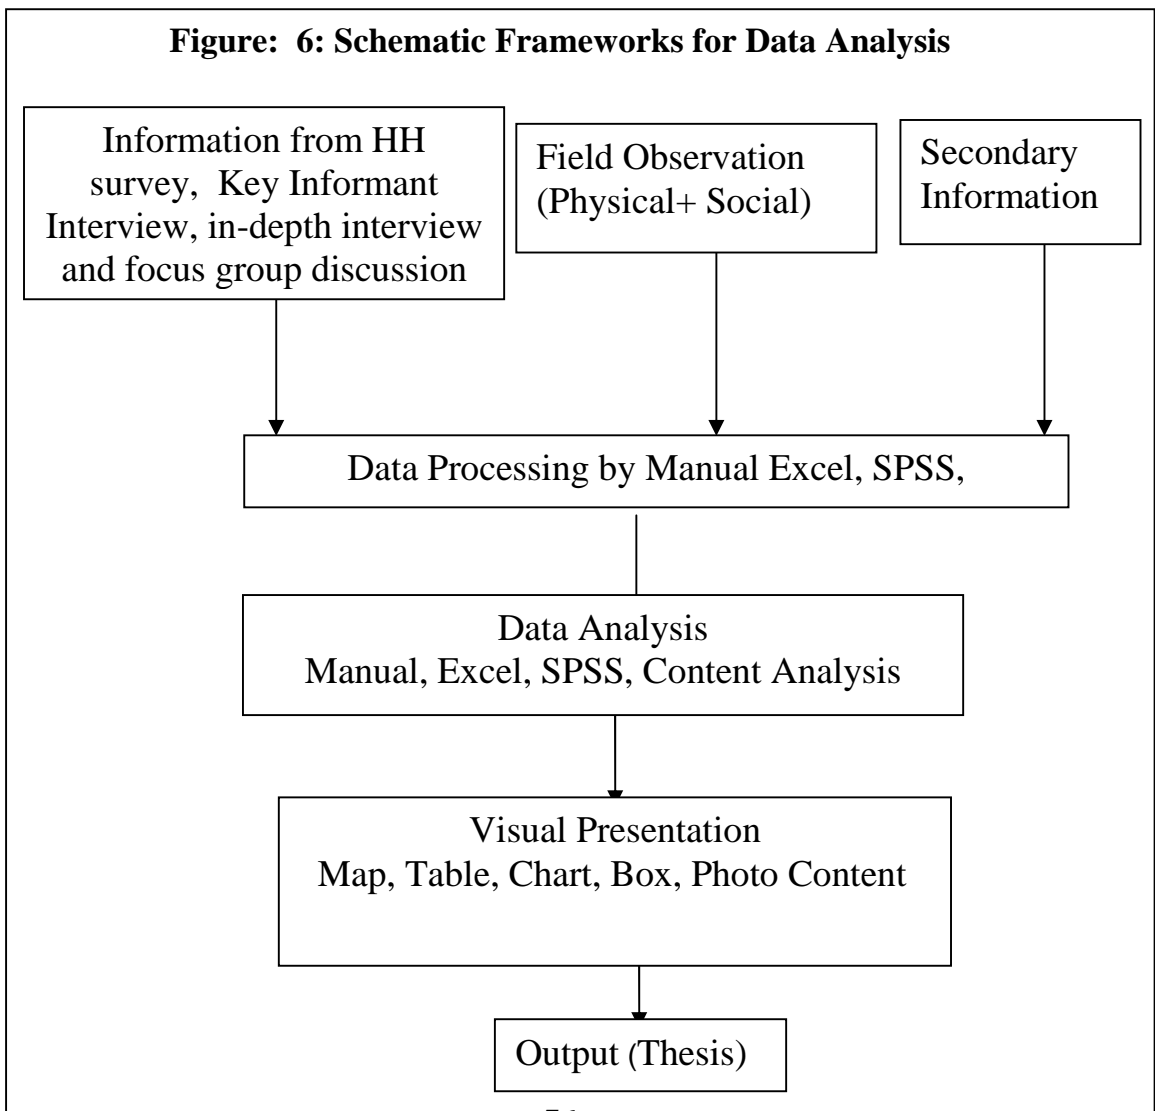 Figure: 6: Schematic Frameworks for Data Analysis
Information from HH
survey, Key Informant
Interview, in-depth interview
and focus group discussion
Field Observation
(Physical+ Social)
Secondary
Information
Data Processing by Manual Excel, SPSS,
Data Analysis
Manual, Excel, SPSS, Content Analysis
Visual Presentation
Map, Table, Chart, Box, Photo Content
Output (Thesis)